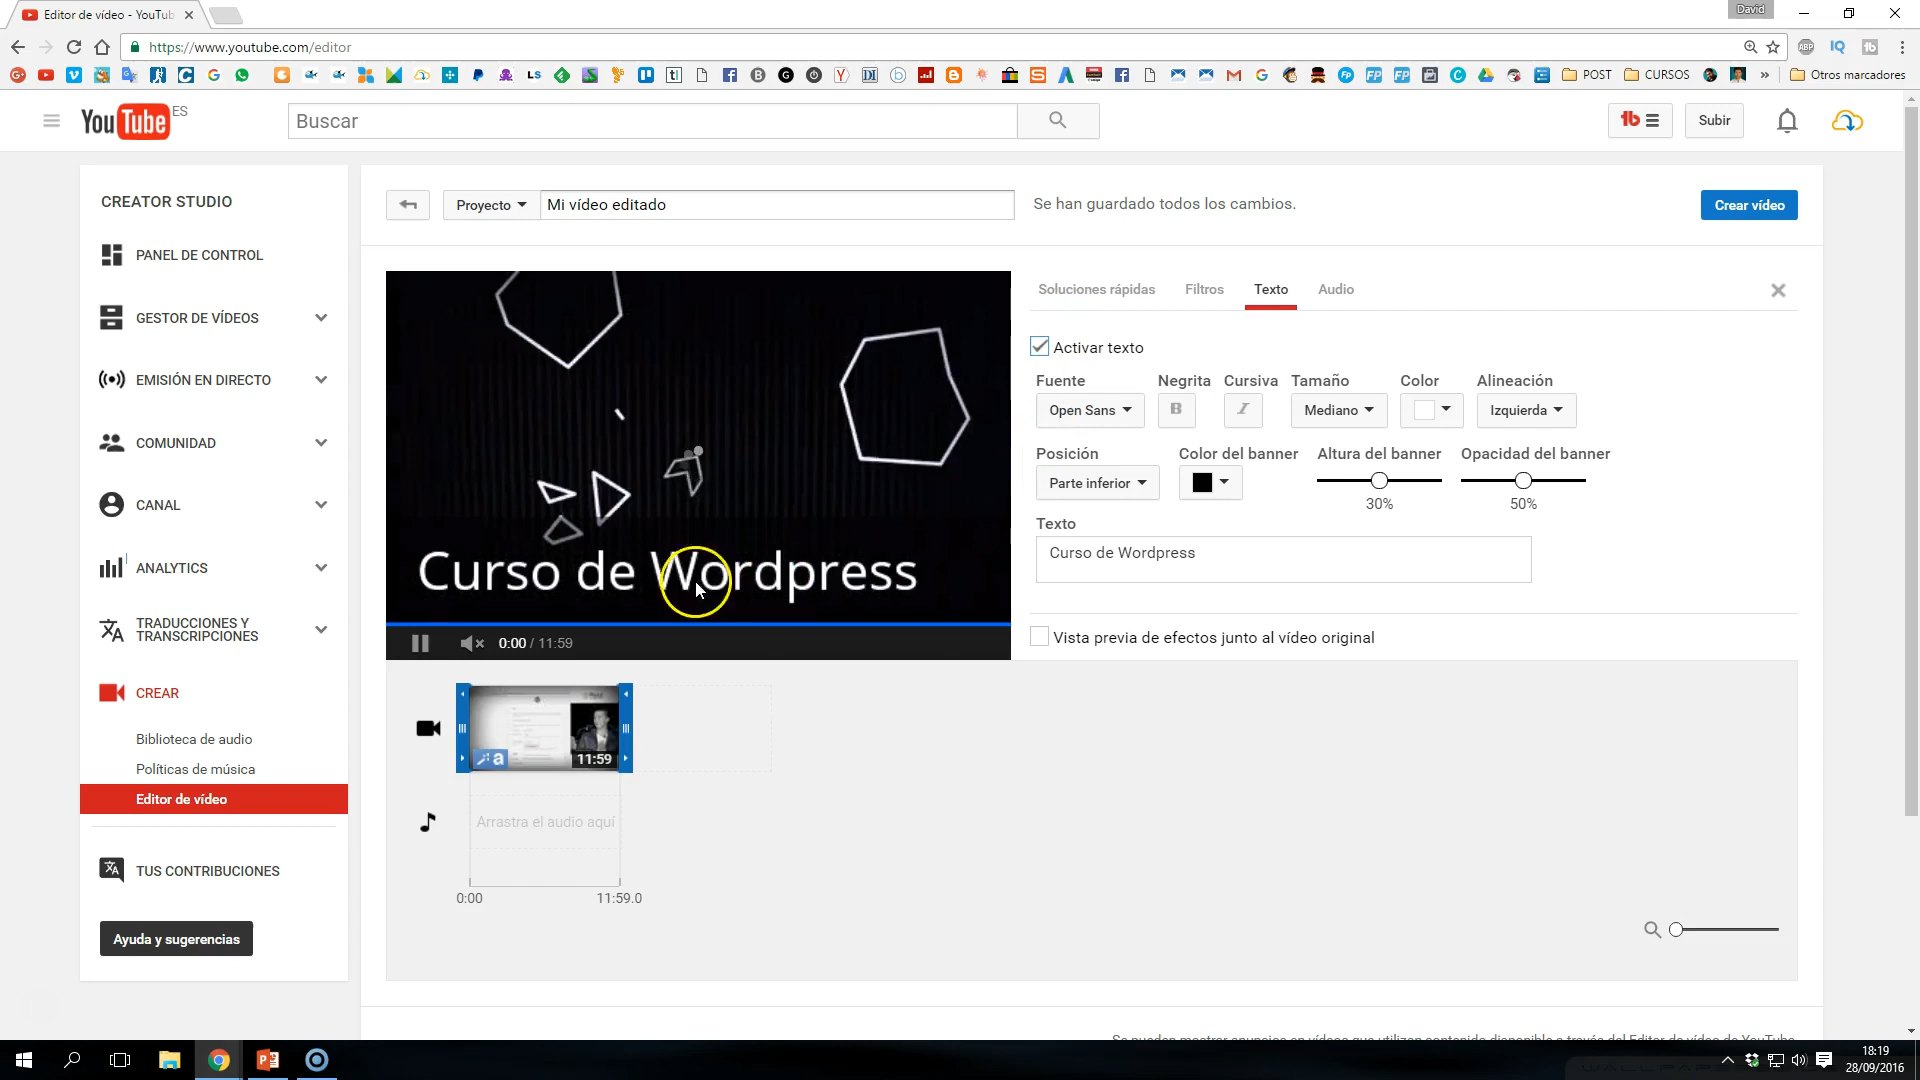 Editor de vídeo - YouTub
David
https://www.youtube.com/editor
POST
CURSOS
Otros marcadores
YouTube ES
Buscar
Subir
CREATOR STUDIO
PANEL DE CONTROL
GESTOR DE VÍDEOS
EMISIÓN EN DIRECTO
COMUNIDAD
CANAL
ANALYTICS
TRADUCCIONES Y
TRANSCRIPCIONES
CREAR
Biblioteca de audio
Políticas de música
Editor de vídeo
TUS CONTRIBUCIONES
Ayuda y sugerencias
Proyecto
Mi vídeo editado
Se han guardado todos los cambios.
Crear vídeo
Curso de Wordpress
0:00 / 11:59
Soluciones rápidas
Filtros
Texto
Audio
Activar texto
Fuente
Negrita
Cursiva
Tamaño
Color
Alineación
Open Sans
B
I
Mediano
Izquierda
Posición
Color del banner
Altura del banner
Opacidad del banner
Parte inferior
30%
50%
Texto
Curso de Wordpress
Vista previa de efectos junto al vídeo original
a
11:59
Arrastra el audio aquí
0:00
11:59.0
18:19
28/09/2016